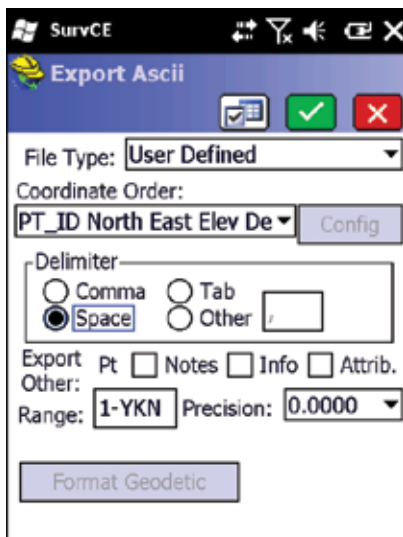 SurvCE
Export Ascii
File Type: User Defined
Coordinate Order:
PT_ID North East Elev De Config
Delimiter
Comma Tab
Space Other ,
Export Other: Pt Notes Info Attrib.
Range: 1-YKN Precision: 0.0000
Format Geodetic